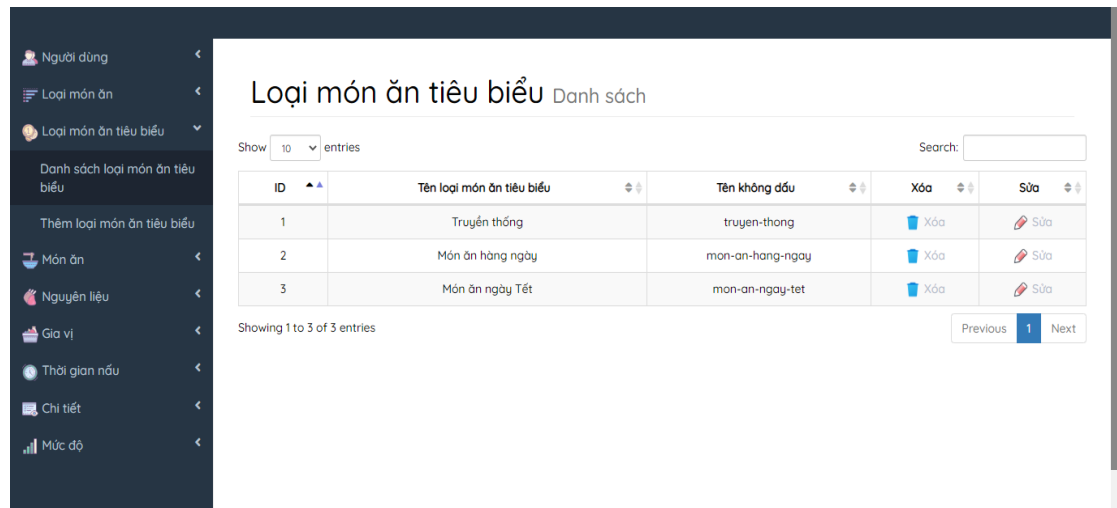 Người dùng
Loại món ăn
Loại món ăn tiêu biểu
Danh sách loại món ăn tiêu
biểu
Thêm loại món ăn tiêu biểu
Món ăn
Nguyên liệu
Gia vị
Thời gian nấu
Chi tiết
Mức độ
Loại món ăn tiêu biểu Danh sách
Show 10 entries Search:
ID Tên loại món ăn tiêu biểu Tên không dấu Xóa Sửa
1 Truyền thống truyen-thong Xóa Sửa
2 Món ăn hàng ngày mon-an-hang-ngay Xóa Sửa
3 Món ăn ngày Tết mon-an-ngay-tet Xóa Sửa
Showing 1 to 3 of 3 entries Previous 1 Next